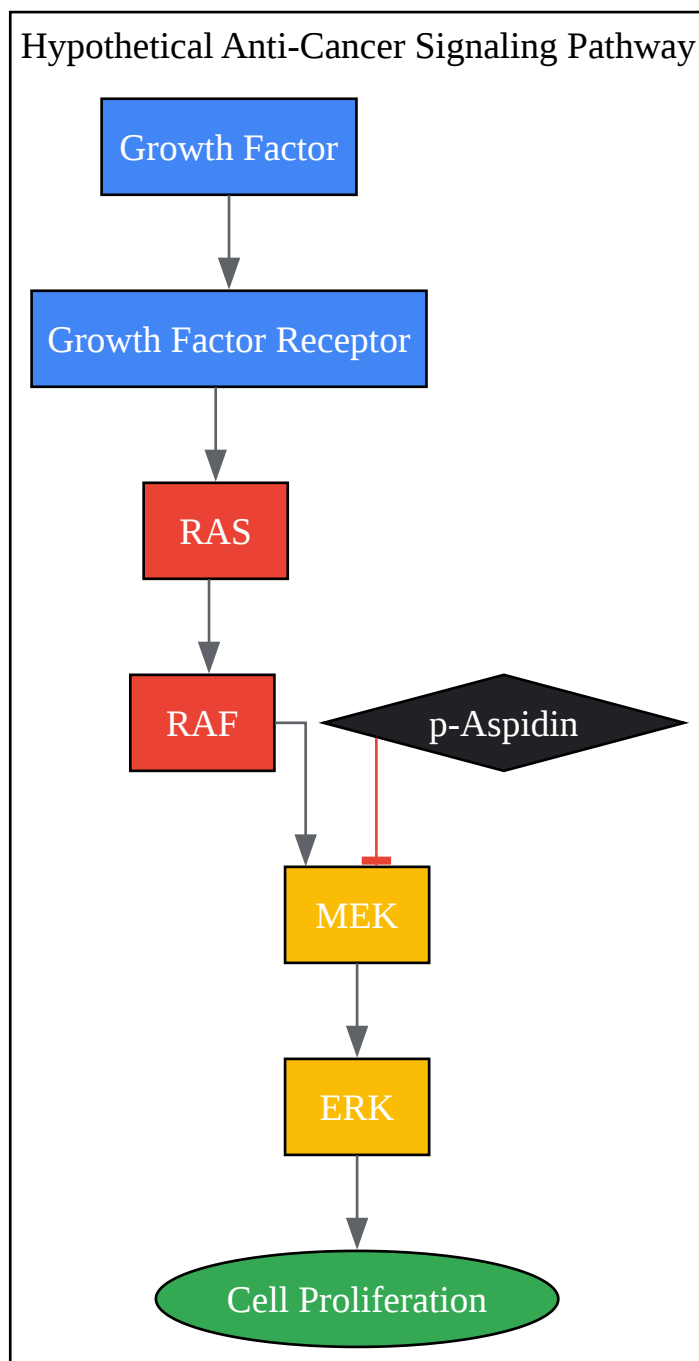 Hypothetical Anti-Cancer Signaling Pathway
Growth Factor
Growth Factor Receptor
RAS
RAF
p-Aspidin
MEK
ERK
Cell Proliferation